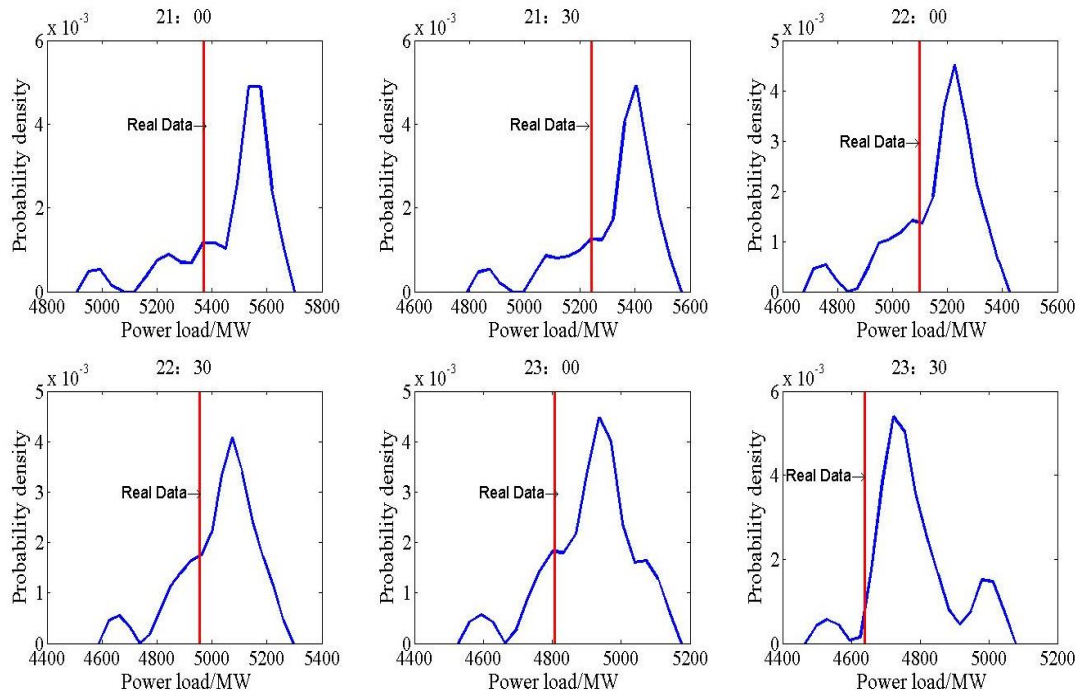 x 10⁻³
21：00
6
4
2
0
Probability density
Real Data→
4800 5000 5200 5400 5600 5800
Power load/MW
x 10⁻³
21：30
6
4
2
0
Probability density
Real Data→
4800 5000 5200 5400 5600
Power load/MW
x 10⁻³
22：00
5
4
3
2
1
0
Probability density
Real Data→
4600 4800 5000 5200 5400 5600
Power load/MW
x 10⁻³
22：30
5
4
3
2
1
0
Probability density
Real Data→
4400 4600 4800 5000 5200 5400
Power load/MW
x 10⁻³
23：00
5
4
3
2
1
0
Probability density
Real Data→
4400 4600 4800 5000 5200
Power load/MW
x 10⁻³
23：30
6
4
2
0
Probability density
Real Data→
4400 4600 4800 5000 5200
Power load/MW